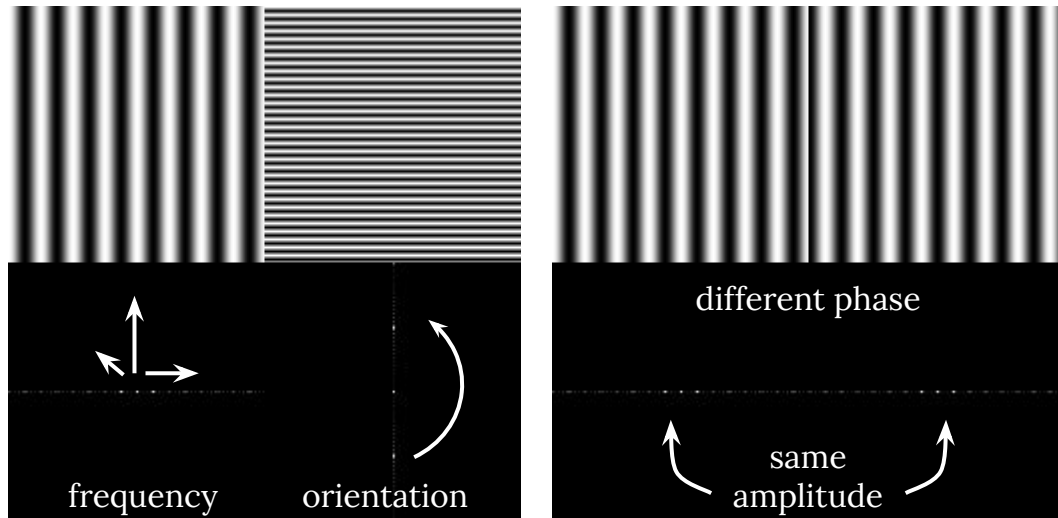 frequency
orientation
different phase
same
amplitude